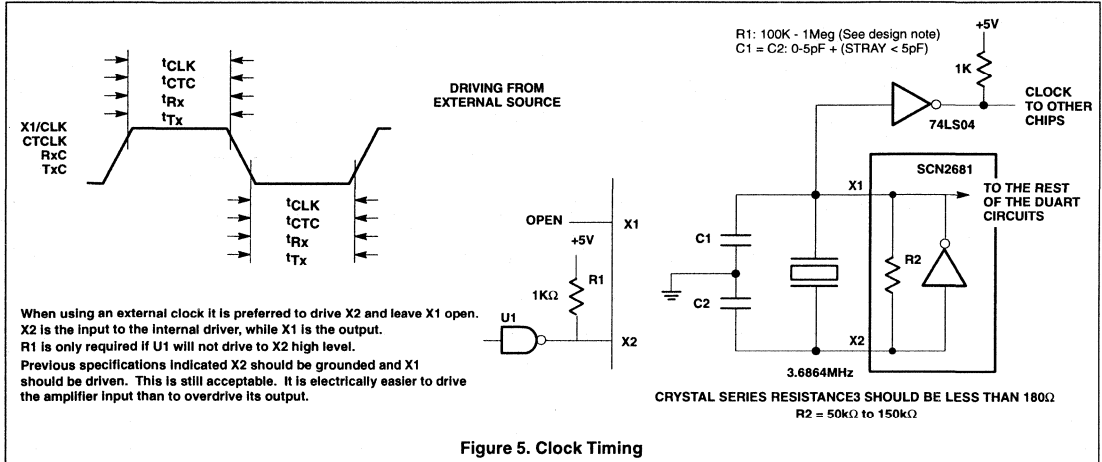 tCLK
tCTC
tRx
tTx
X1/CLK
CTCLK
RxC
TxC
tCLK
tCTC
tRx
tTx
DRIVING FROM
EXTERNAL SOURCE
OPEN
X1
+5V
R1
1KΩ
U1
X2
When using an external clock it is preferred to drive X2 and leave X1 open.
X2 is the input to the internal driver, while X1 is the output.
R1 is only required if U1 will not drive to X2 high level.
Previous specifications indicated X2 should be grounded and X1
should be driven. This is still acceptable. It is electrically easier to drive
the amplifier input than to overdrive its output.
R1: 100K - 1Meg (See design note)
C1 = C2: 0-5pF + (STRAY < 5pF)
+5V
1K
CLOCK
TO OTHER
CHIPS
74LS04
SCN2681
X1
TO THE REST
OF THE DUART
CIRCUITS
C1
R2
C2
X2
3.6864MHz
CRYSTAL SERIES RESISTANCE3 SHOULD BE LESS THAN 180Ω
R2 = 50kΩ to 150kΩ
Figure 5. Clock Timing